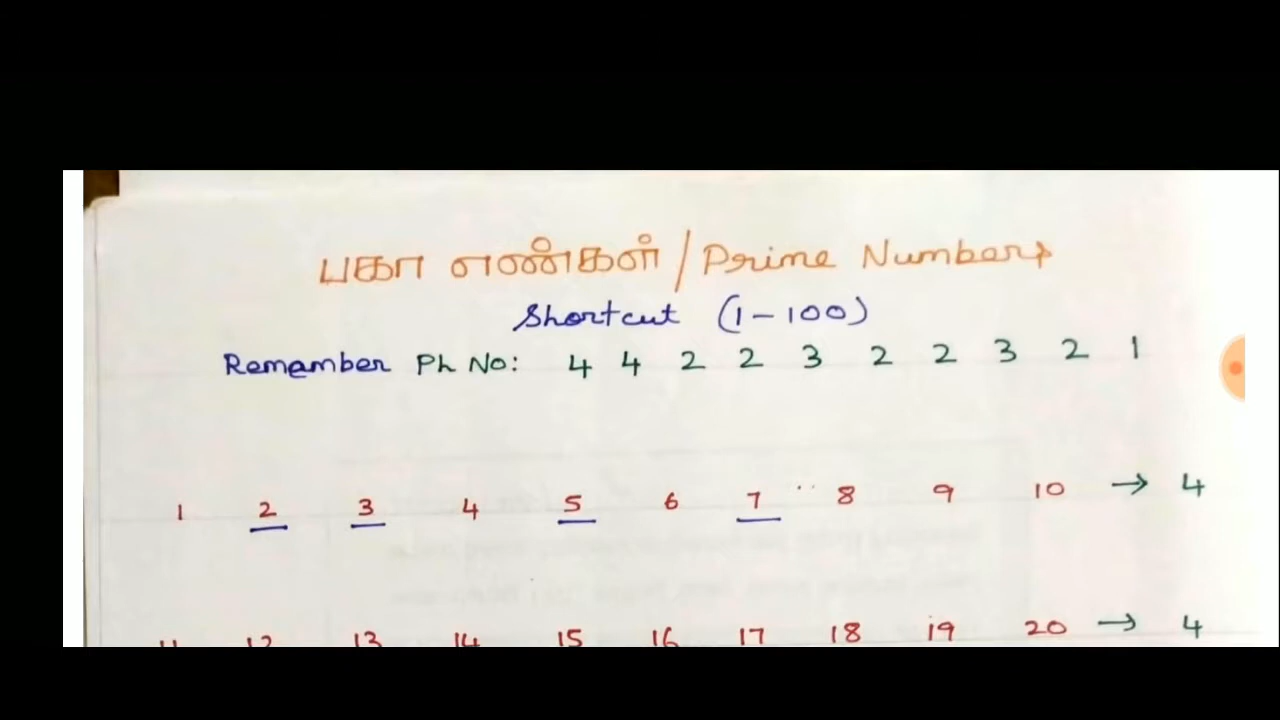 பகா எண்கள் / Prime Numbers
Shortcut (1 - 100)
Remember Ph No: 4 4 2 2 3 2 2 3 2 1
1 2 3 4 5 6 7 8 9 10 → 4
11 12 13 14 15 16 17 18 19 20 → 4